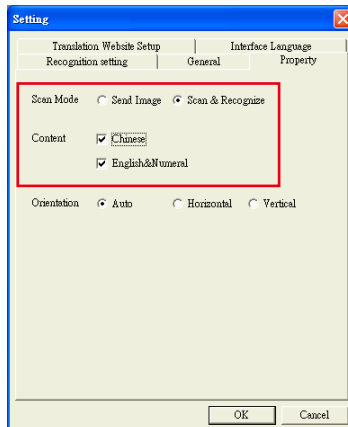 Setting
Translation Website Setup Interface Language
Recognition setting General Property
Scan Mode Send Image Scan & Recognize
Content Chinese
English&Numeral
Orientation Auto Horizontal Vertical
OK Cancel